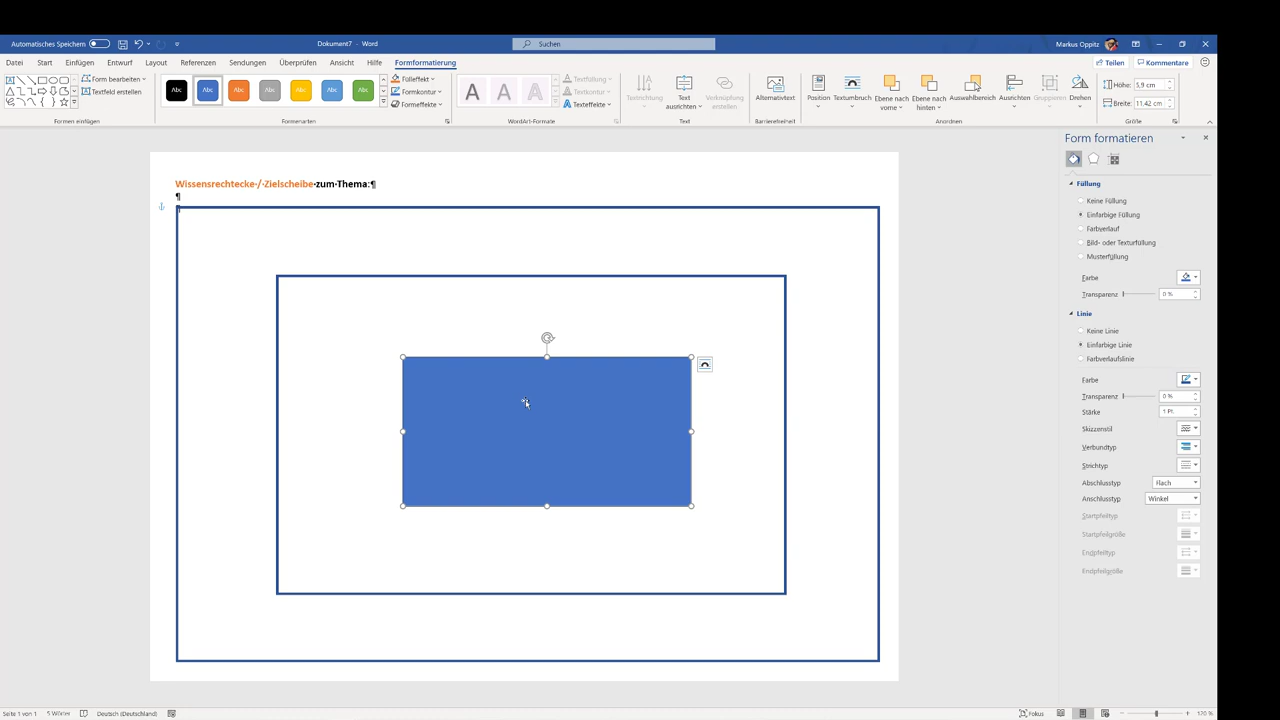 Automatisches Speichern
Dokument7 - Word
Suchen
Markus Oppitz
Datei Start Einfügen Entwurf Layout Referenzen Sendungen Überprüfen Ansicht Hilfe Formformatierung
Teilen Kommentare
Form bearbeiten
Textfeld erstellen
Formen einfügen
Abc Abc Abc Abc Abc Abc Abc
Fülleffekt
Formkontur
Formeffekte
Formenarten
A A A
Textfüllung
Textkontur
Texteffekte
WordArt-Formate
Textrichtung
Text ausrichten
Verknüpfung erstellen
Text
Alternativtext
Barrierefreiheit
Position
Textumbruch
Ebene nach vorne
Ebene nach hinten
Auswahlbereich
Ausrichten
Gruppieren
Drehen
Anordnen
Höhe: 5,9 cm
Breite: 11,42 cm
Größe
Wissensrechtecke·/·Zielscheibe·zum·Thema:¶
¶
¶
Form formatieren
Füllung
Keine Füllung
Einfarbige Füllung
Farbverlauf
Bild- oder Texturfüllung
Musterfüllung
Farbe
Transparenz 0 %
Linie
Keine Linie
Einfarbige Linie
Farbverlaufslinie
Farbe
Transparenz 0 %
Stärke 1 Pt.
Skizzenstil
Verbundtyp
Strichtyp
Abschlusstyp Flach
Anschlusstyp Winkel
Startpfeiltyp
Startpfeilgröße
Endpfeiltyp
Endpfeilgröße
Seite 1 von 1 5 Wörter Deutsch (Deutschland) Fokus 120 %